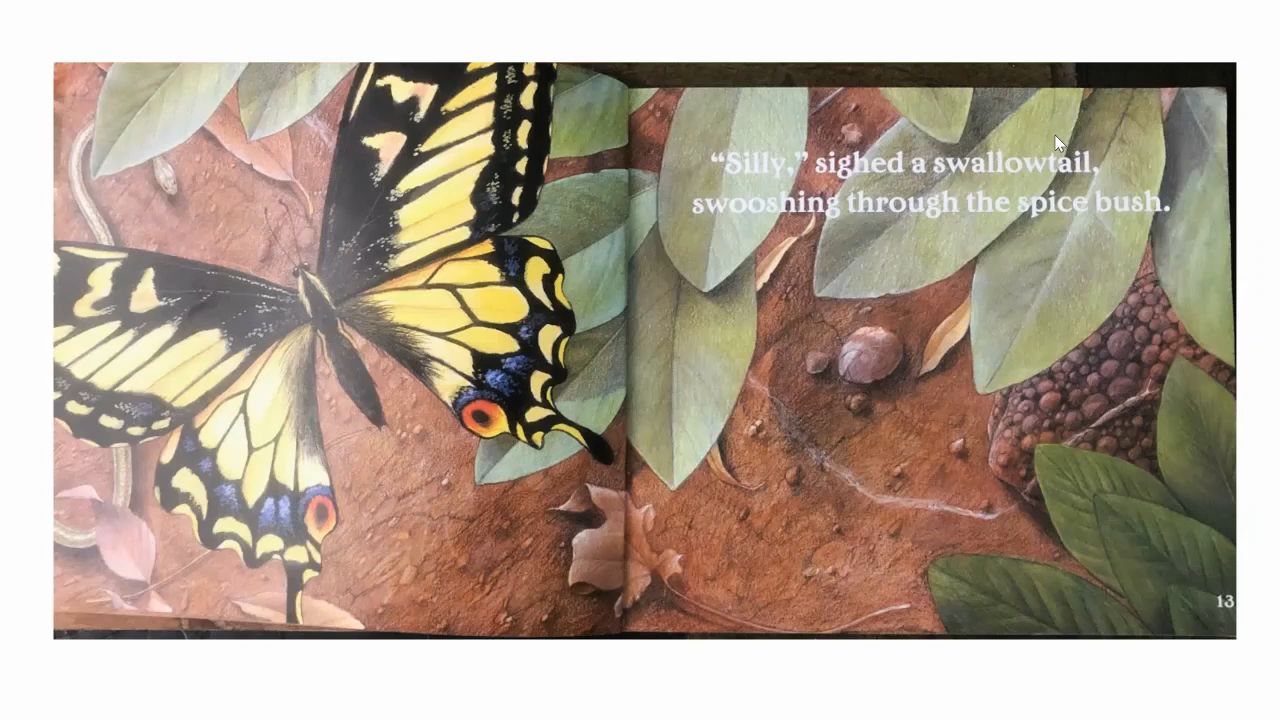 “Silly,” sighed a swallowtail,
swooshing through the spice bush.
13